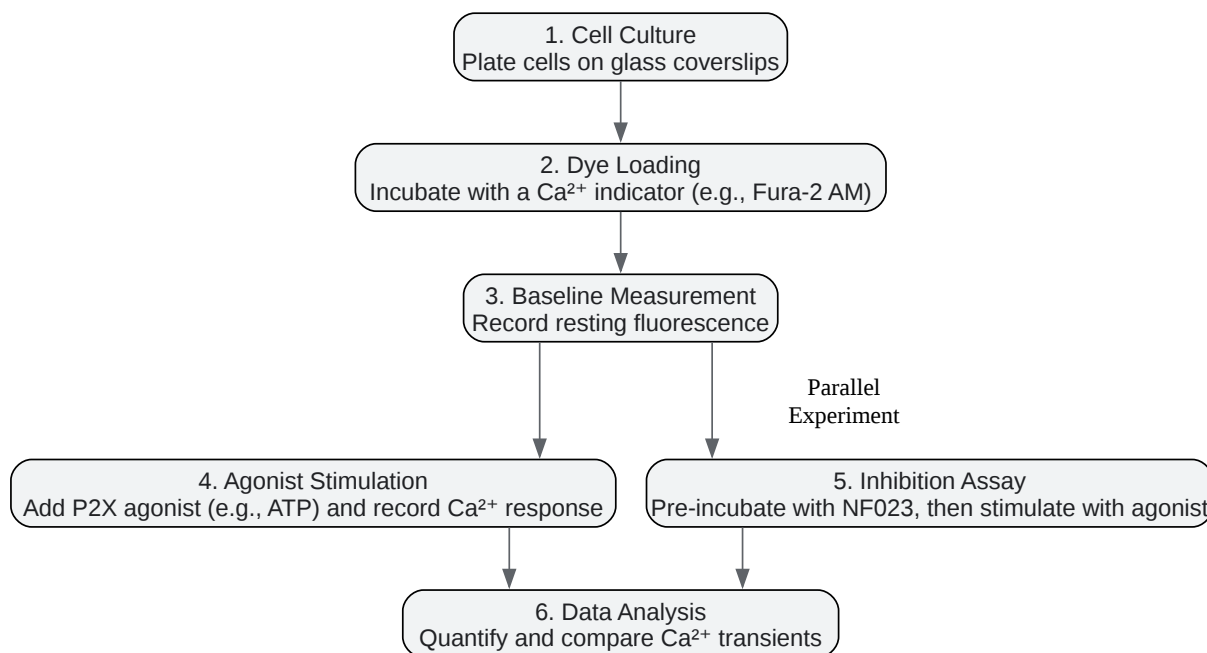 1. Cell Culture
Plate cells on glass coverslips
2. Dye Loading
Incubate with a Ca²⁺ indicator (e.g., Fura-2 AM)
3. Baseline Measurement
Record resting fluorescence
Parallel
Experiment
4. Agonist Stimulation
Add P2X agonist (e.g., ATP) and record Ca²⁺ response
5. Inhibition Assay
Pre-incubate with NF023, then stimulate with agonist
6. Data Analysis
Quantify and compare Ca²⁺ transients